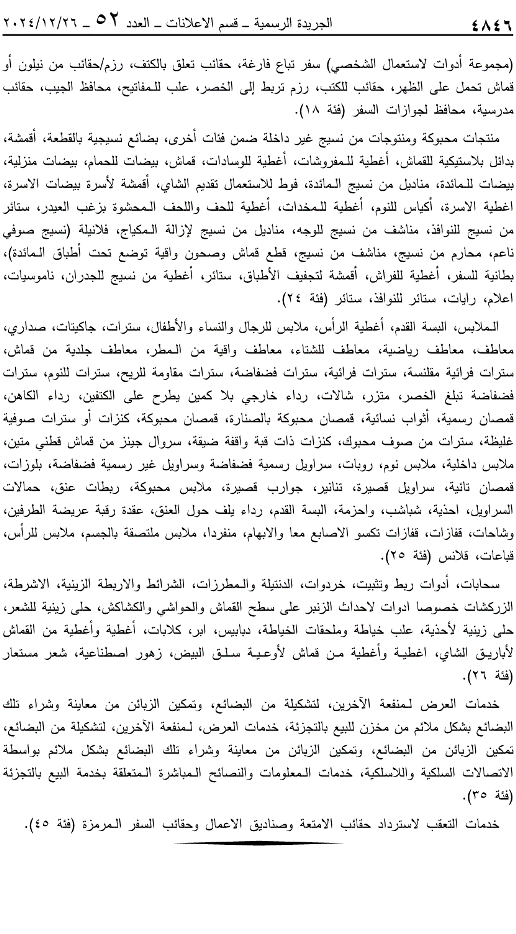 ٤٨٤٦ الجريدة الرسمية ـ قسم الاعلانات ـ العدد ٥٢ ـ ٢٠٢٤/١٢/٢٦
(مجموعة أدوات لاستعمال الشخصي) سفر تباع فارغة، حقائب تعلق بالكتف، رزم/حقائب من نيلون أو
قماش تحمل على الظهر، حقائب للكتب، رزم تربط إلى الخصر، علب للمفاتيح، محافظ الجيب، حقائب
مدرسية، محافظ لجوازات السفر (فئة ١٨).
منتجات محبوكة ومنتوجات من نسيج غير داخلة ضمن فئات أخرى، بضائع نسيجية بالقطعة، أقمشة،
بدائل بلاستيكية للقماش، أغطية للمفروشات، أغطية للوسادات، قماش، بيضات للحمام، بيضات منزلية،
بيضات للمائدة، مناديل من نسيج المائدة، فوط للاستعمال تقديم الشاي، أقمشة لأسرة بيضات الاسرة،
اغطية الاسرة، أكياس للنوم، أغطية للمخدات، أغطية للحف واللحف المحشوة بزغب العيدر، ستائر
من نسيج للنوافذ، مناشف من نسيج للوجه، مناديل من نسيج لإزالة المكياج، فلانيلة (نسيج صوفي
ناعم، محارم من نسيج، مناشف من نسيج، قطع قماش وصحون واقية توضع تحت أطباق المائدة)،
بطانية للسفر، أغطية للفراش، أقمشة لتجفيف الأطباق، ستائر، أغطية من نسيج للجدران، ناموسيات،
اعلام، رايات، ستائر للنوافذ، ستائر (فئة ٢٤).
الملابس، البسة القدم، أغطية الرأس، ملابس للرجال والنساء والأطفال، سترات، جاكيتات، صداري،
معاطف، معاطف رياضية، معاطف للشتاء، معاطف واقية من المطر، معاطف جلدية من قماش،
سترات فرائية مقلنسة، سترات فرائية، سترات فضفاضة، سترات مقاومة للريح، سترات للنوم، سترات
فضفاضة تبلغ الخصر، مئزر، شالات، رداء خارجي بلا كمين يطرح على الكتفين، رداء الكاهن،
قمصان رسمية، أثواب نسائية، قمصان محبوكة بالصنارة، قمصان محبوكة، كنزات أو سترات صوفية
غليظة، سترات من صوف محبوك، كنزات ذات قبة واقفة ضيقة، سروال جينز من قماش قطني متين،
ملابس داخلية، ملابس نوم، روبات، سراويل رسمية فضفاضة وسراويل غير رسمية فضفاضة، بلوزات،
قمصان تائية، سراويل قصيرة، تنانير، جوارب قصيرة، ملابس محبوكة، ربطات عنق، حمالات
السراويل، احذية، شباشب، واحزمة، البسة القدم، رداء يلف حول العنق، عقدة رقبة عريضة الطرفين،
وشاحات، قفازات، قفازات تكسو الاصابع معا والابهام، منفردا، ملابس ملتصقة بالجسم، ملابس للرأس،
قباعات، قلانس (فئة ٢٥).
سحابات، أدوات ربط وتثبيت، خردوات، الدنتيلة والمطرزات، الشرائط والاربطة الزينية، الاشرطة،
الزركشات خصوصا ادوات لاحداث الزنبر على سطح القماش والحواشي والكشاكش، حلى زينية للشعر،
حلى زينية لأحذية، علب خياطة وملحقات الخياطة، دبابيس، ابر، كلابات، أغطية وأغطية من القماش
لأباريق الشاي، اغطية وأغطية من قماش لأوعية سلق البيض، زهور اصطناعية، شعر مستعار
(فئة ٢٦).
خدمات العرض لمنفعة الآخرين، لتشكيلة من البضائع، وتمكين الزبائن من معاينة وشراء تلك
البضائع بشكل ملائم من مخزن للبيع بالتجزئة، خدمات العرض، لمنفعة الآخرين، لتشكيلة من البضائع،
تمكين الزبائن من البضائع، وتمكين الزبائن من معاينة وشراء تلك البضائع بشكل ملائم بواسطة
الاتصالات السلكية واللاسلكية، خدمات المعلومات والنصائح المباشرة المتعلقة بخدمة البيع بالتجزئة
(فئة ٣٥).
خدمات التعقب لاسترداد حقائب الامتعة وصناديق الاعمال وحقائب السفر المرمزة (فئة ٤٥).